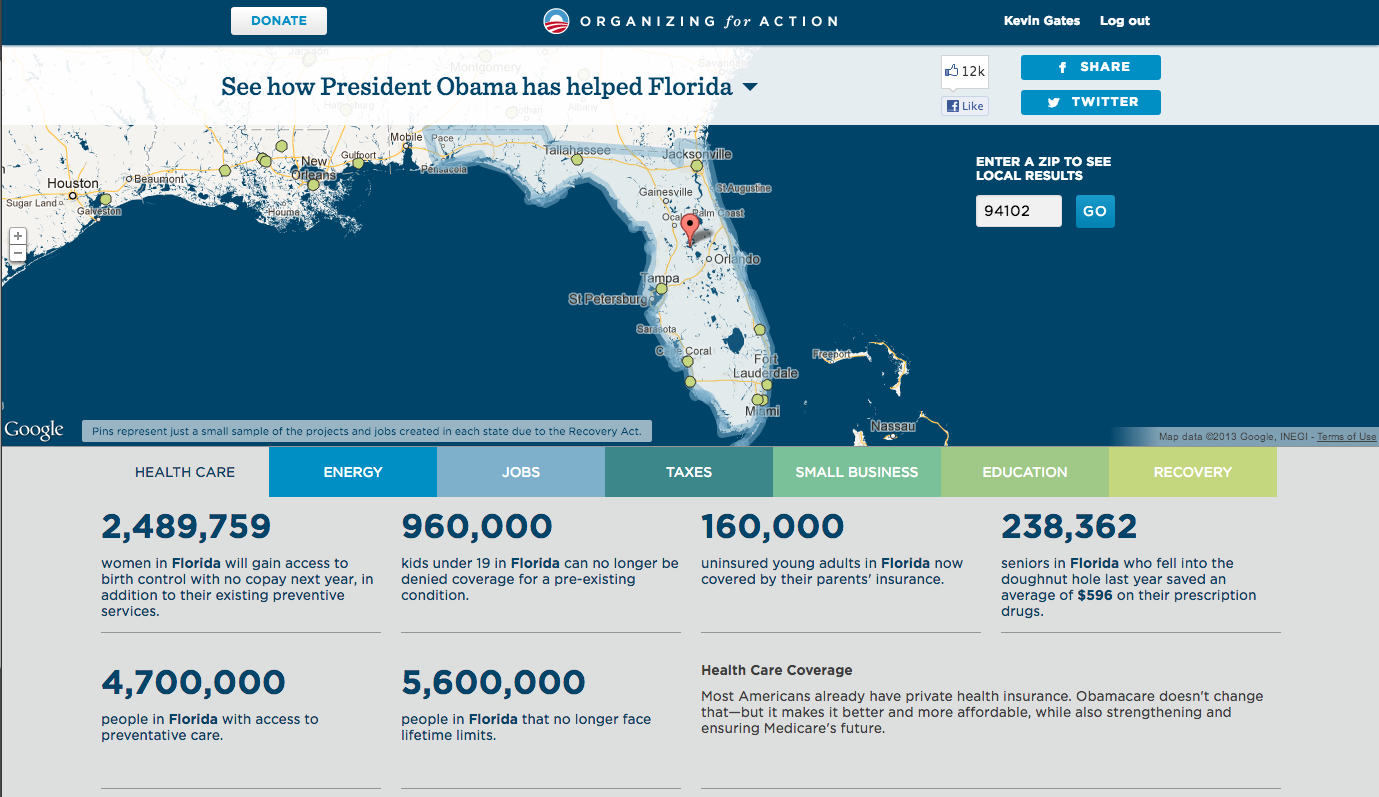 DONATE
ORGANIZING for ACTION
Kevin Gates
Log out
Jackson
Montgomery
Savannah
Hattiesburg
Dothan
Albany
See how President Obama has helped Florida
12k
Like
SHARE
TWITTER
ENTER A ZIP TO SEE
LOCAL RESULTS
94102
GO
Mobile
Pace
Pensacola
Tallahassee
Jacksonville
Houston
Beaumont
New
Orleans
Gulfport
Sugar Land
Galveston
Houma
Gainesville
St Augustine
Palm Coast
Orlando
Tampa
St Petersburg
Sarasota
Cape Coral
Fort
Lauderdale
Miami
Freeport
Nassau
+
−
Google
Pins represent just a small sample of the projects and jobs created in each state due to the Recovery Act.
Map data ©2013 Google, INEGI - Terms of Use
HEALTH CARE
ENERGY
JOBS
TAXES
SMALL BUSINESS
EDUCATION
RECOVERY
2,489,759
women in Florida will gain access to
birth control with no copay next year, in
addition to their existing preventive
services.
960,000
kids under 19 in Florida can no longer be
denied coverage for a pre-existing
condition.
160,000
uninsured young adults in Florida now
covered by their parents' insurance.
238,362
seniors in Florida who fell into the
doughnut hole last year saved an
average of $596 on their prescription
drugs.
4,700,000
people in Florida with access to
preventative care.
5,600,000
people in Florida that no longer face
lifetime limits.
Health Care Coverage
Most Americans already have private health insurance. Obamacare doesn't change
that—but it makes it better and more affordable, while also strengthening and
ensuring Medicare's future.